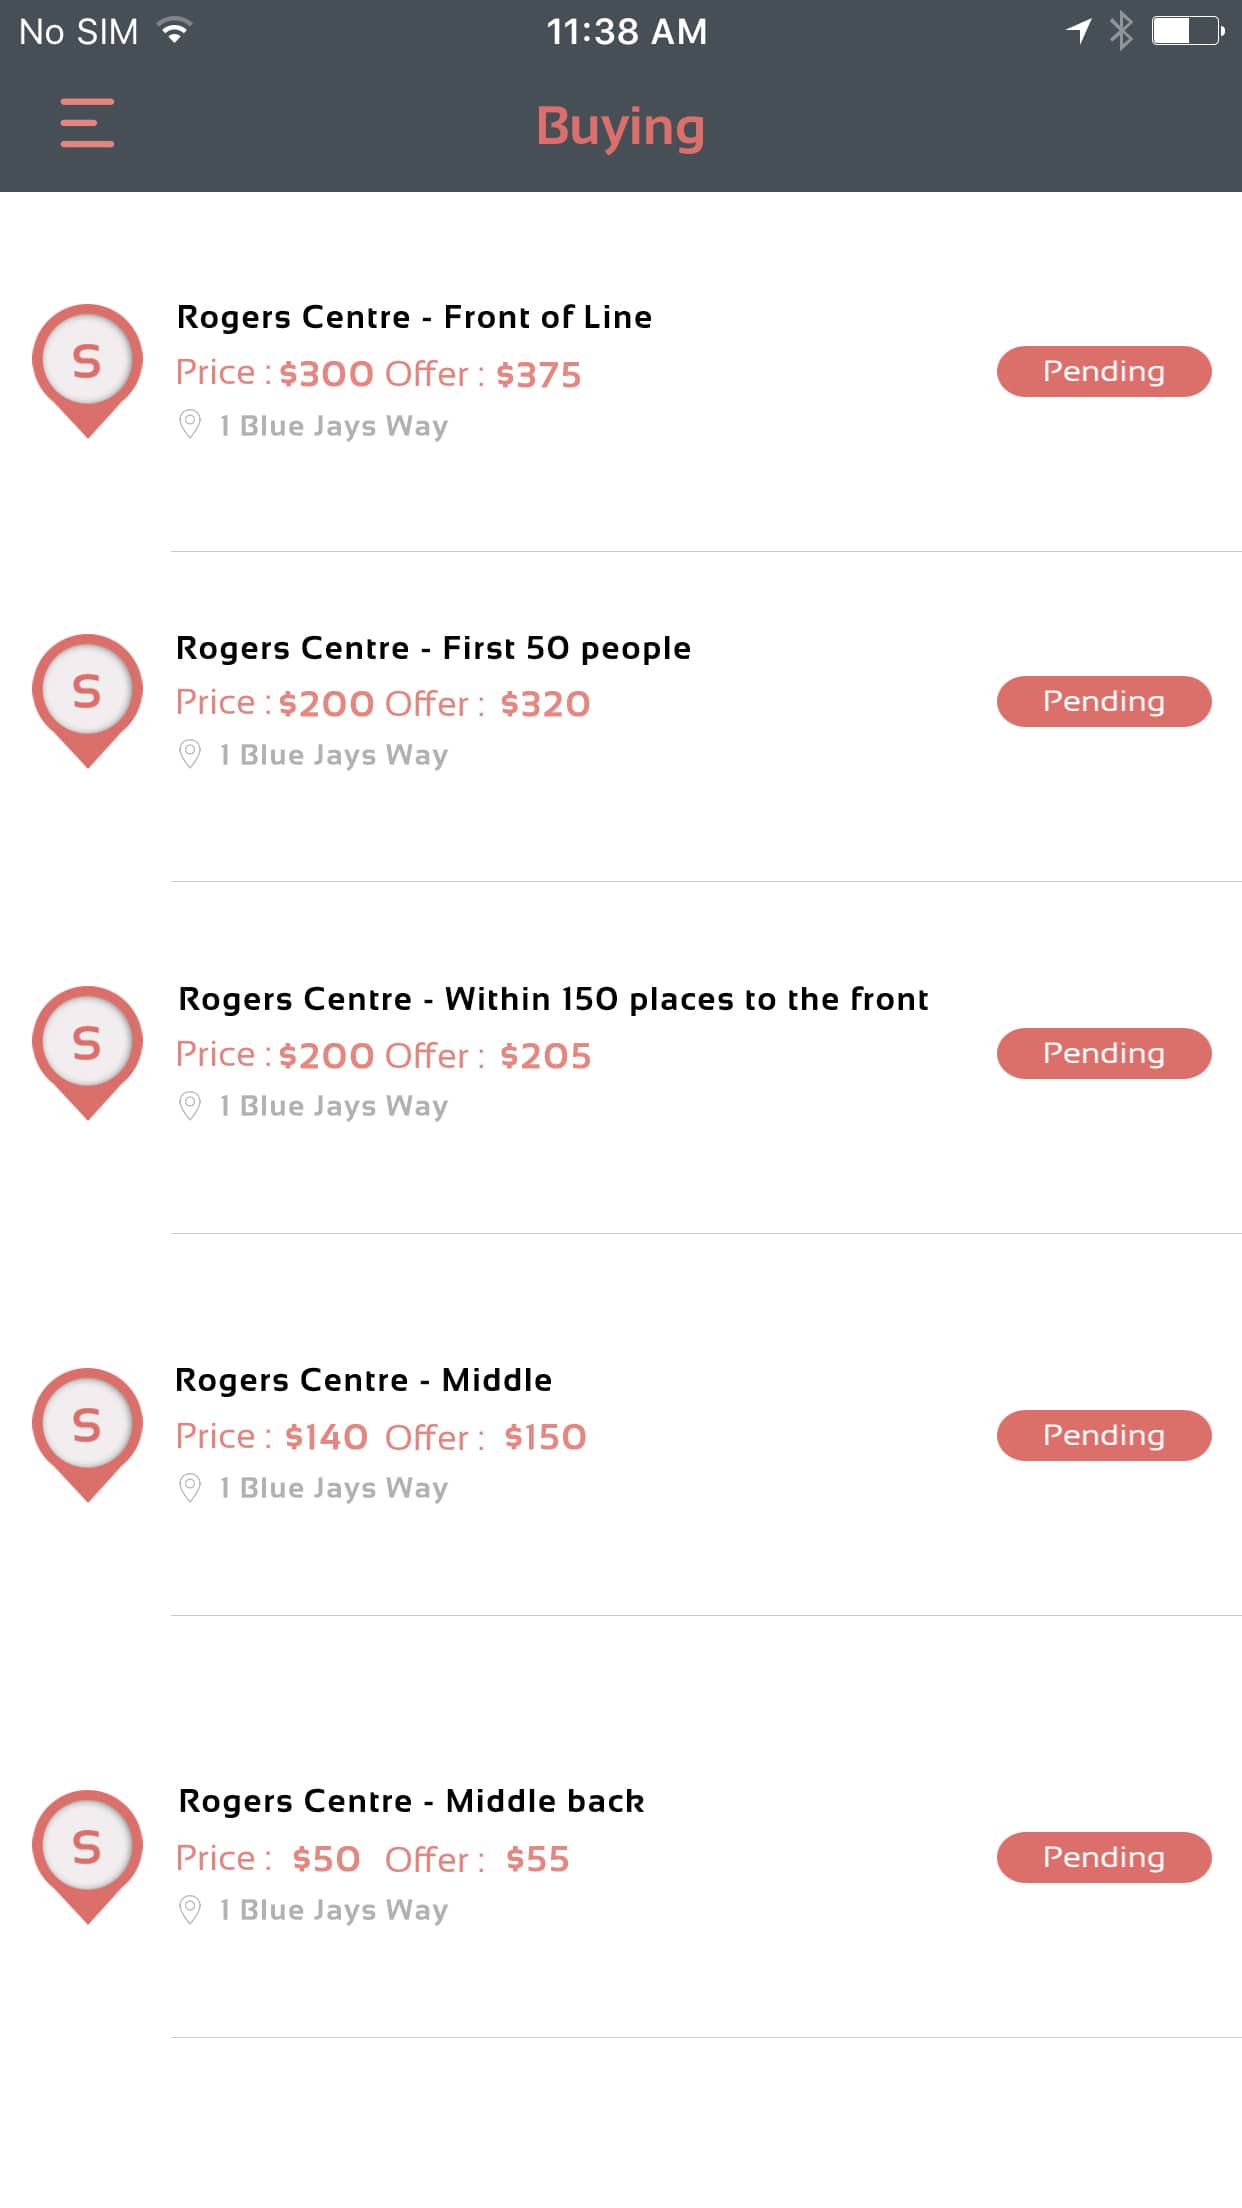 No SIM 11:38 AM
Buying
S
Rogers Centre - Front of Line
Price : $300 Offer : $375
Pending
1 Blue Jays Way
S
Rogers Centre - First 50 people
Price : $200 Offer : $320
Pending
1 Blue Jays Way
S
Rogers Centre - Within 150 places to the front
Price : $200 Offer : $205
Pending
1 Blue Jays Way
S
Rogers Centre - Middle
Price : $140 Offer : $150
Pending
1 Blue Jays Way
S
Rogers Centre - Middle back
Price : $50 Offer : $55
Pending
1 Blue Jays Way